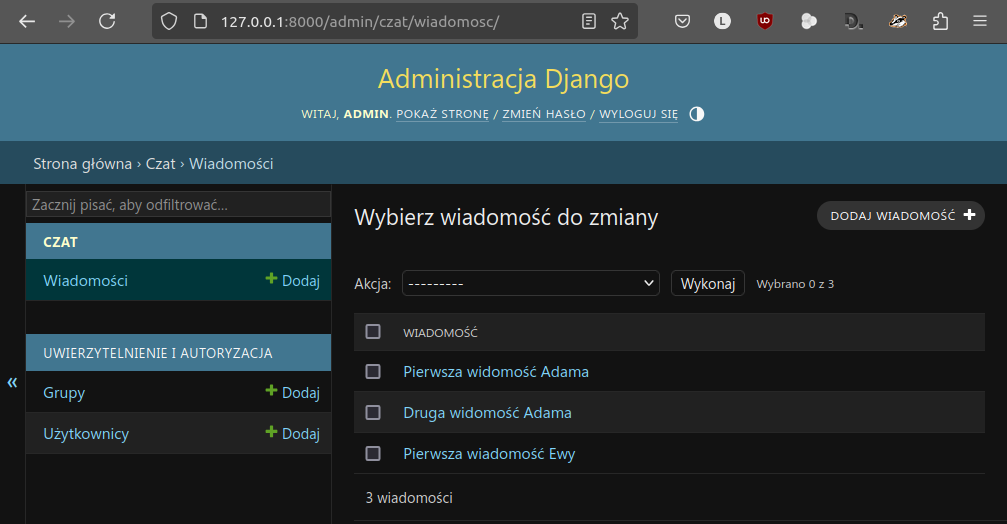 127.0.0.1:8000/admin/czat/wiadomosc/
L
UO
D.
Administracja Django
WITAJ, ADMIN. POKAŻ STRONĘ / ZMIEŃ HASŁO / WYLOGUJ SIĘ
Strona główna › Czat › Wiadomości
Zacznij pisać, aby odfiltrować...
CZAT
Wiadomości + Dodaj
UWIERZYTELNIENIE I AUTORYZACJA
Grupy + Dodaj
Użytkownicy + Dodaj
«
Wybierz wiadomość do zmiany
DODAJ WIADOMOŚĆ +
Akcja: --------- Wykonaj Wybrano 0 z 3
WIADOMOŚĆ
Pierwsza widomość Adama
Druga widomość Adama
Pierwsza wiadomość Ewy
3 wiadomości